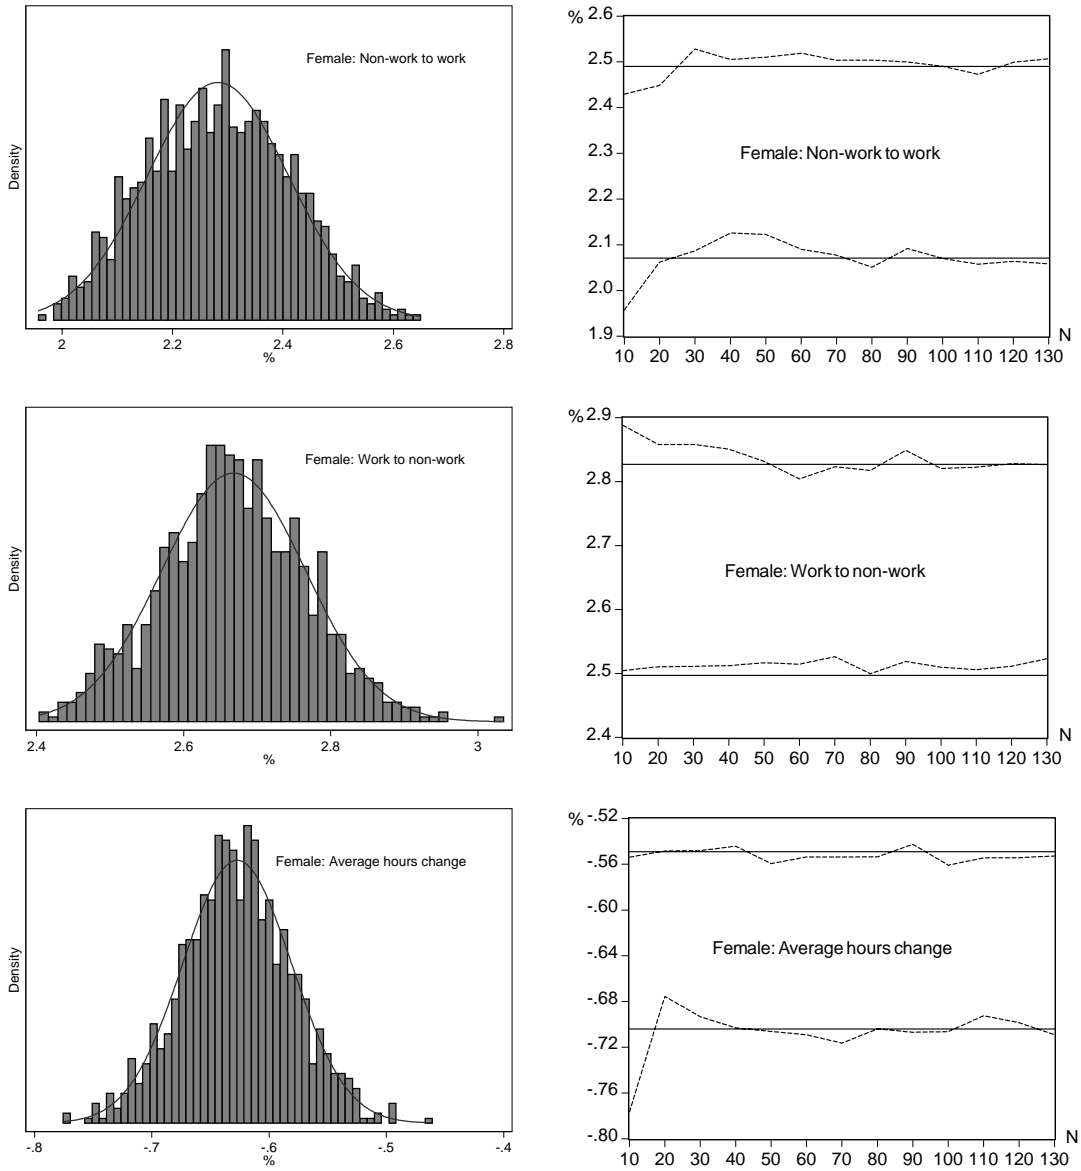 Female: Non-work to work
Density
2 2.2 2.4 2.6 2.8
%
% 2.6
2.5
2.4
2.3
Female: Non-work to work
2.2
2.1
2.0
1.9
N
10 20 30 40 50 60 70 80 90 100 110 120 130
Female: Work to non-work
Density
2.4 2.6 2.8 3
%
% 2.9
2.8
2.7
Female: Work to non-work
2.6
2.5
2.4
N
10 20 30 40 50 60 70 80 90 100 110 120 130
Female: Average hours change
Density
-.8 -.7 -.6 -.5 -.4
%
% -.52
-.56
-.60
-.64
Female: Average hours change
-.68
-.72
-.76
-.80
N
10 20 30 40 50 60 70 80 90 100 110 120 130